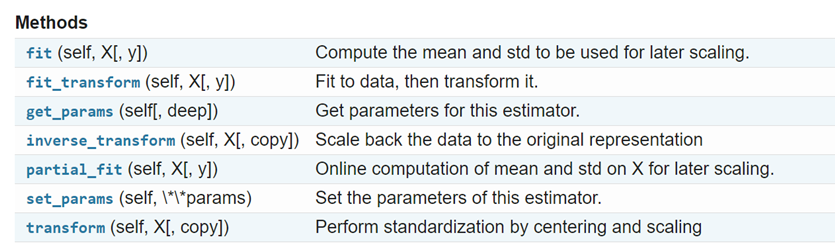 Methods
fit (self, X[, y]) Compute the mean and std to be used for later scaling.
fit_transform (self, X[, y]) Fit to data, then transform it.
get_params (self[, deep]) Get parameters for this estimator.
inverse_transform (self, X[, copy]) Scale back the data to the original representation
partial_fit (self, X[, y]) Online computation of mean and std on X for later scaling.
set_params (self, \*\*params) Set the parameters of this estimator.
transform (self, X[, copy]) Perform standardization by centering and scaling